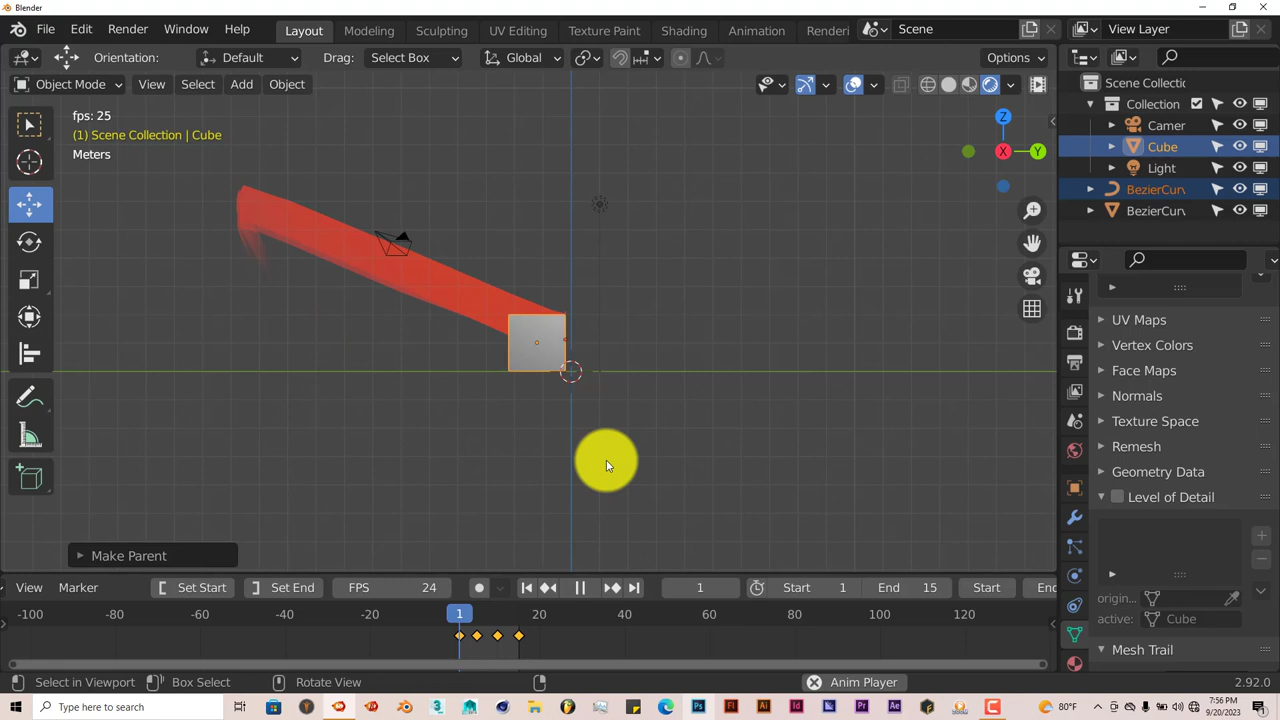 Blender
File Edit Render Window Help Layout Modeling Sculpting UV Editing Texture Paint Shading Animation Renderi Scene View Layer
Orientation: Default Drag: Select Box Global Options
Object Mode View Select Add Object
fps: 25
(1) Scene Collection | Cube
Meters
Z
X
Y
Scene Collectic
Collection
Camer
Cube
Light
BezierCur
BezierCur
UV Maps
Vertex Colors
Face Maps
Normals
Texture Space
Remesh
Geometry Data
Level of Detail
origin...
active: Cube
Mesh Trail
Make Parent
View Marker Set Start Set End FPS 24 1 Start 1 End 15 Start En
-100 -60 -40 -20 1 20 40 60 80 100 120
Select in Viewport Box Select Rotate View Anim Player 2.92.0
Type here to search
80°F
7:56 PM
9/20/2023